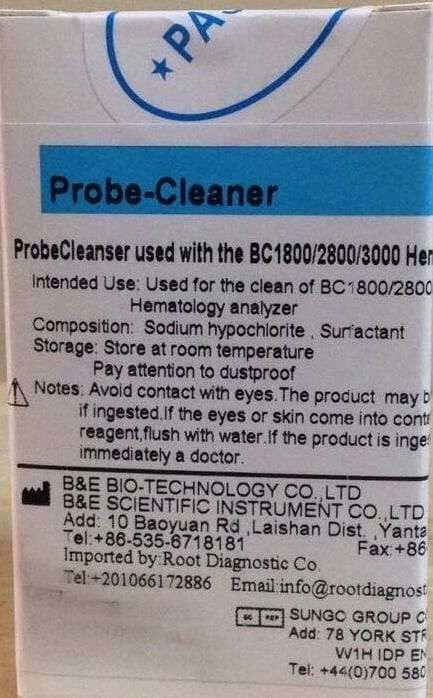 ★ PA
Probe-Cleaner
ProbeCleanser used with the BC1800/2800/3000 Her
Intended Use: Used for the clean of BC1800/2800
Hematology analyzer
Composition: Sodium hypochlorite , Surfactant
Storage: Store at room temperature
Pay attention to dustproof
Notes: Avoid contact with eyes.The product may b
if ingested.If the eyes or skin come into cont
reagent,flush with water.If the product is inge
immediately a doctor.
B&E BIO-TECHNOLOGY CO.,LTD
B&E SCIENTIFIC INSTRUMENT CO.,LTD
Add: 10 Baoyuan Rd ,Laishan Dist. ,Yanta
Tel:+86-535-6718181 Fax:+86
Imported by:Root Diagnostic Co.
Tel:+201066172886 Email:info@rootdiagnost
EC REP SUNGO GROUP C
Add: 78 YORK STR
W1H IDP EN
Tel: +44(0)700 580